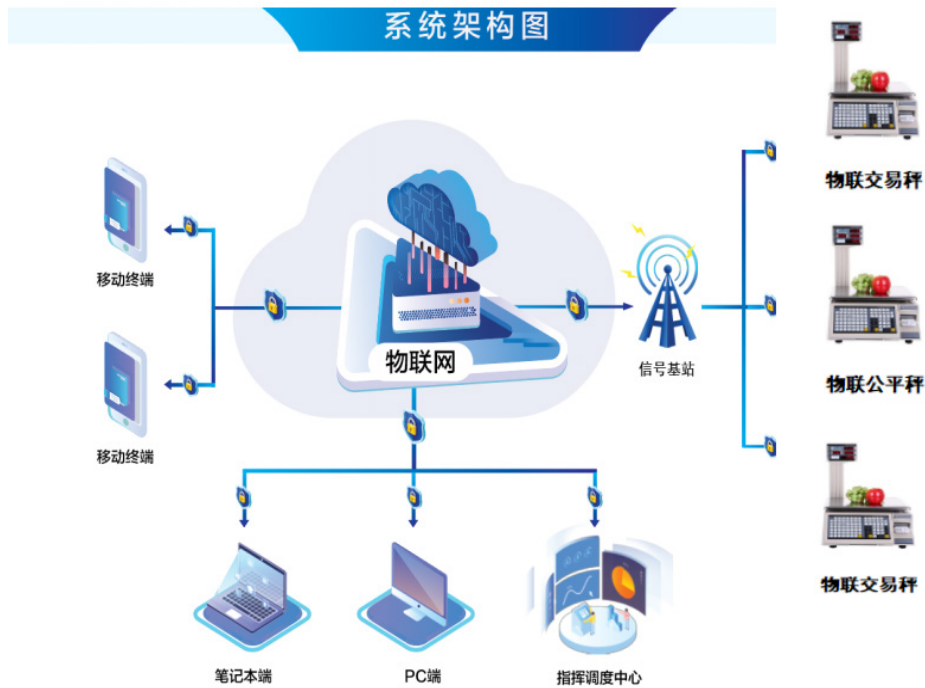 系统架构图
物联交易秤
移动终端
物联网
信号基站
物联公平秤
移动终端
物联交易秤
笔记本端
PC端
指挥调度中心